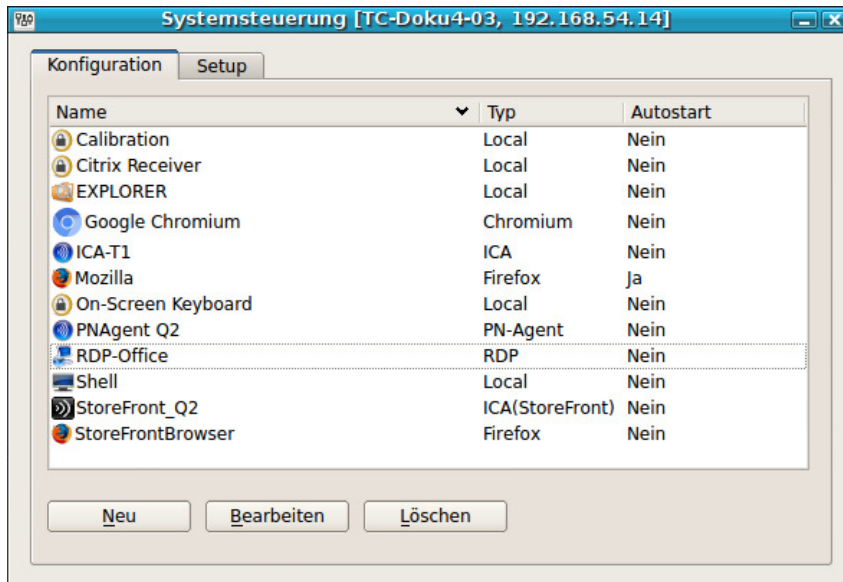 Systemsteuerung [TC-Doku4-03, 192.168.54.14]
Konfiguration Setup
Name Typ Autostart
Calibration Local Nein
Citrix Receiver Local Nein
EXPLORER Local Nein
Google Chromium Chromium Nein
ICA-T1 ICA Nein
Mozilla Firefox Ja
On-Screen Keyboard Local Nein
PNAgent Q2 PN-Agent Nein
RDP-Office RDP Nein
Shell Local Nein
StoreFront_Q2 ICA(StoreFront) Nein
StoreFrontBrowser Firefox Nein
Neu Bearbeiten Löschen